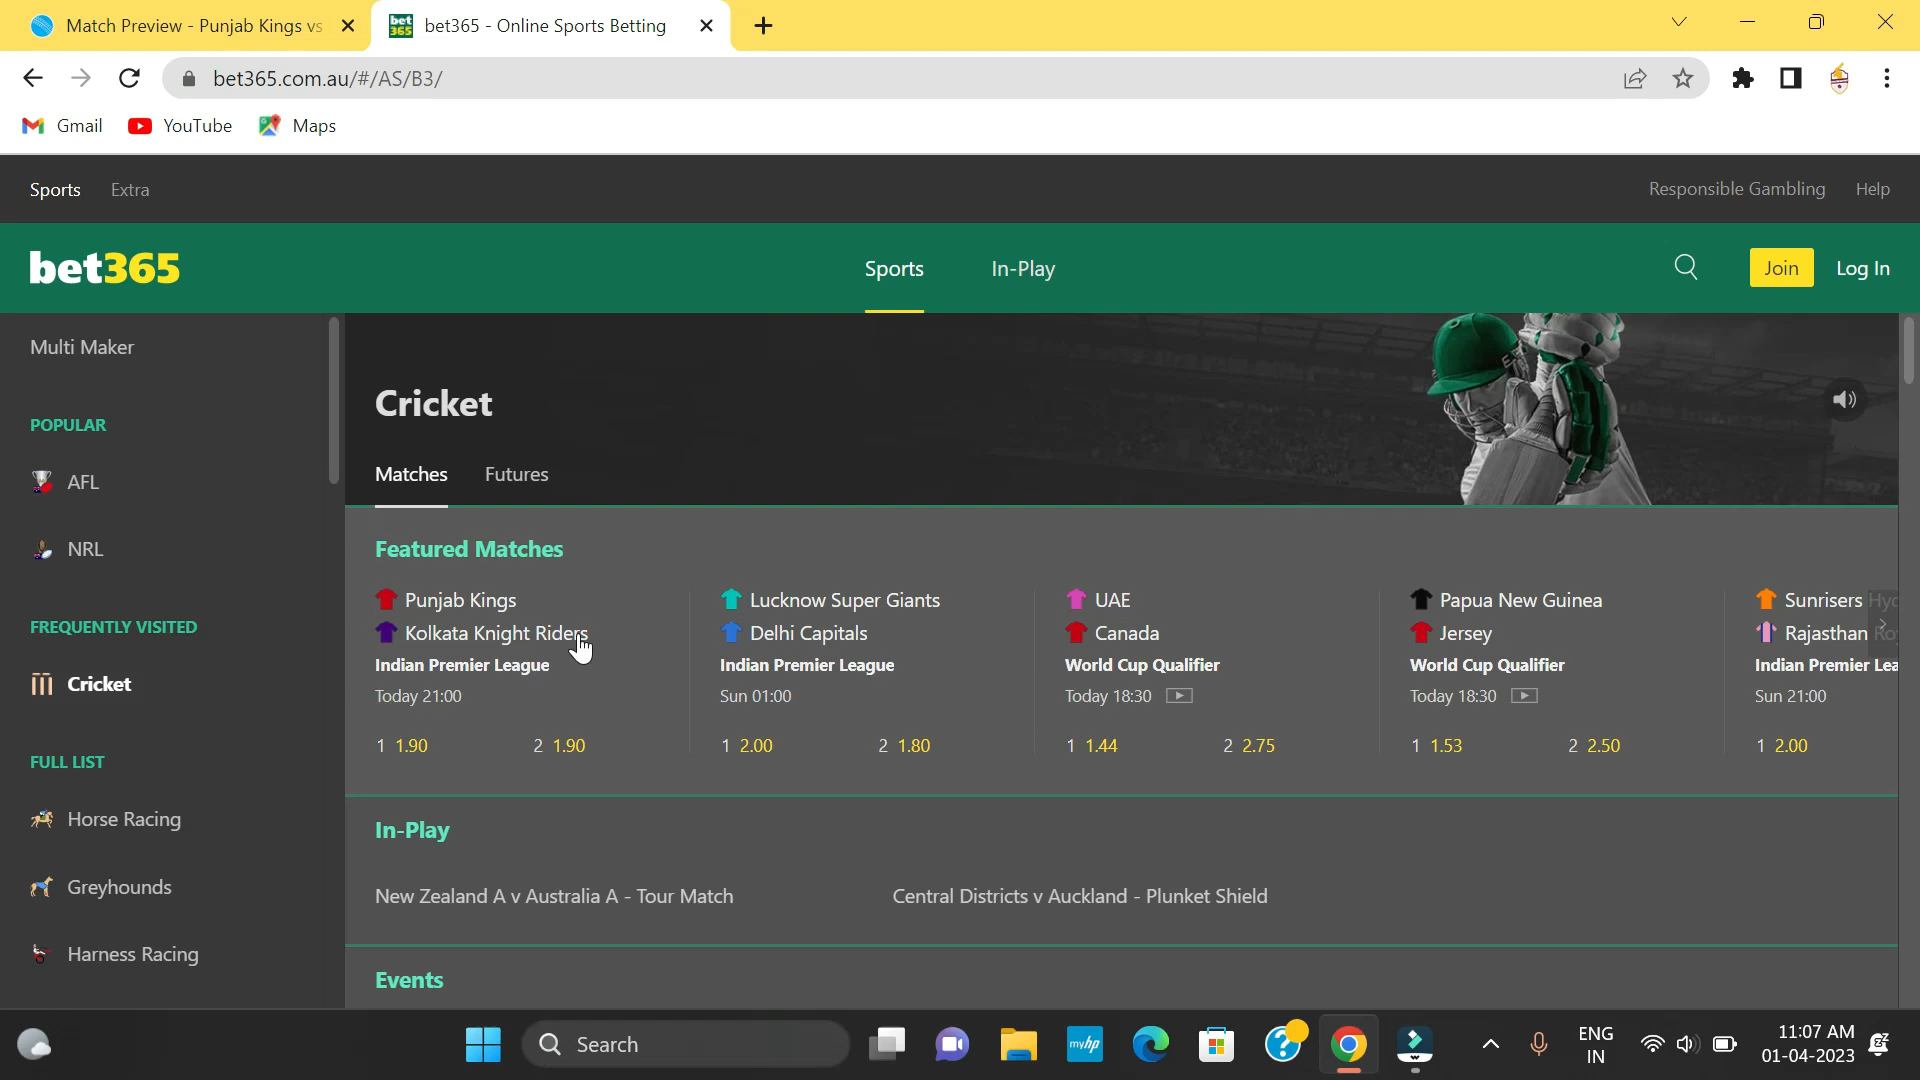 Match Preview - Punjab Kings vs
bet365 - Online Sports Betting
bet365.com.au/#/AS/B3/
Gmail YouTube Maps
Sports Extra Responsible Gambling Help
bet365 Sports In-Play Join Log In
Multi Maker
POPULAR
AFL
NRL
FREQUENTLY VISITED
Cricket
FULL LIST
Horse Racing
Greyhounds
Harness Racing
Cricket
Matches Futures
Featured Matches
Punjab Kings
Kolkata Knight Riders
Indian Premier League
Today 21:00
1 1.90 2 1.90
Lucknow Super Giants
Delhi Capitals
Indian Premier League
Sun 01:00
1 2.00 2 1.80
UAE
Canada
World Cup Qualifier
Today 18:30
1 1.44 2 2.75
Papua New Guinea
Jersey
World Cup Qualifier
Today 18:30
1 1.53 2 2.50
Sunrisers Hyd
Rajasthan Ro
Indian Premier Lea
Sun 21:00
1 2.00
In-Play
New Zealand A v Australia A - Tour Match Central Districts v Auckland - Plunket Shield
Events
Search
myhp
ENG
IN
11:07 AM
01-04-2023